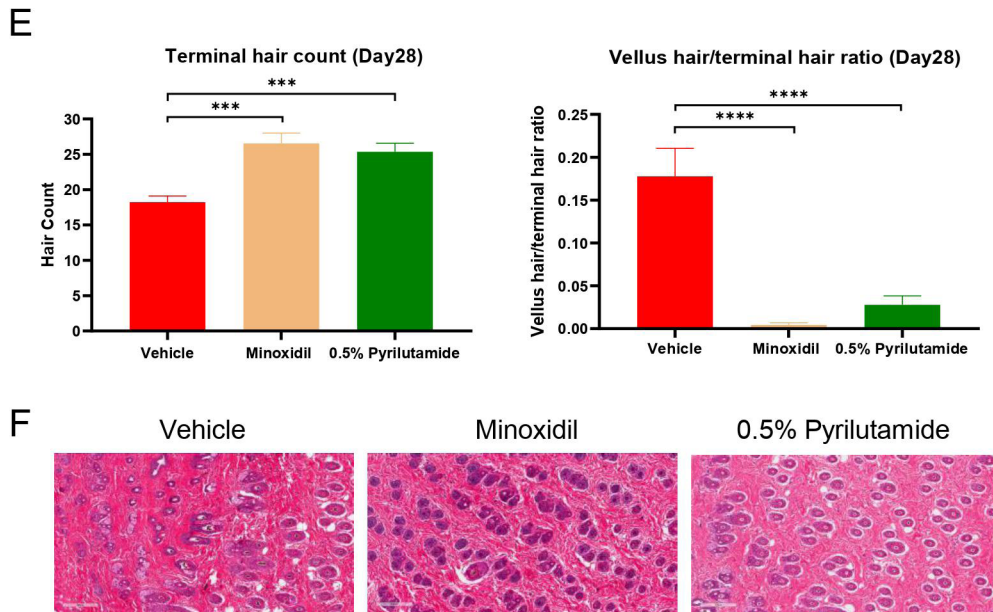 E
Terminal hair count (Day28)
***
***
Hair Count
30
25
20
15
10
5
0
Vehicle Minoxidil 0.5% Pyrilutamide
Vellus hair/terminal hair ratio (Day28)
****
****
Vellus hair/terminal hair ratio
0.25
0.20
0.15
0.10
0.05
0.00
Vehicle Minoxidil 0.5% Pyrilutamide
F
Vehicle Minoxidil 0.5% Pyrilutamide